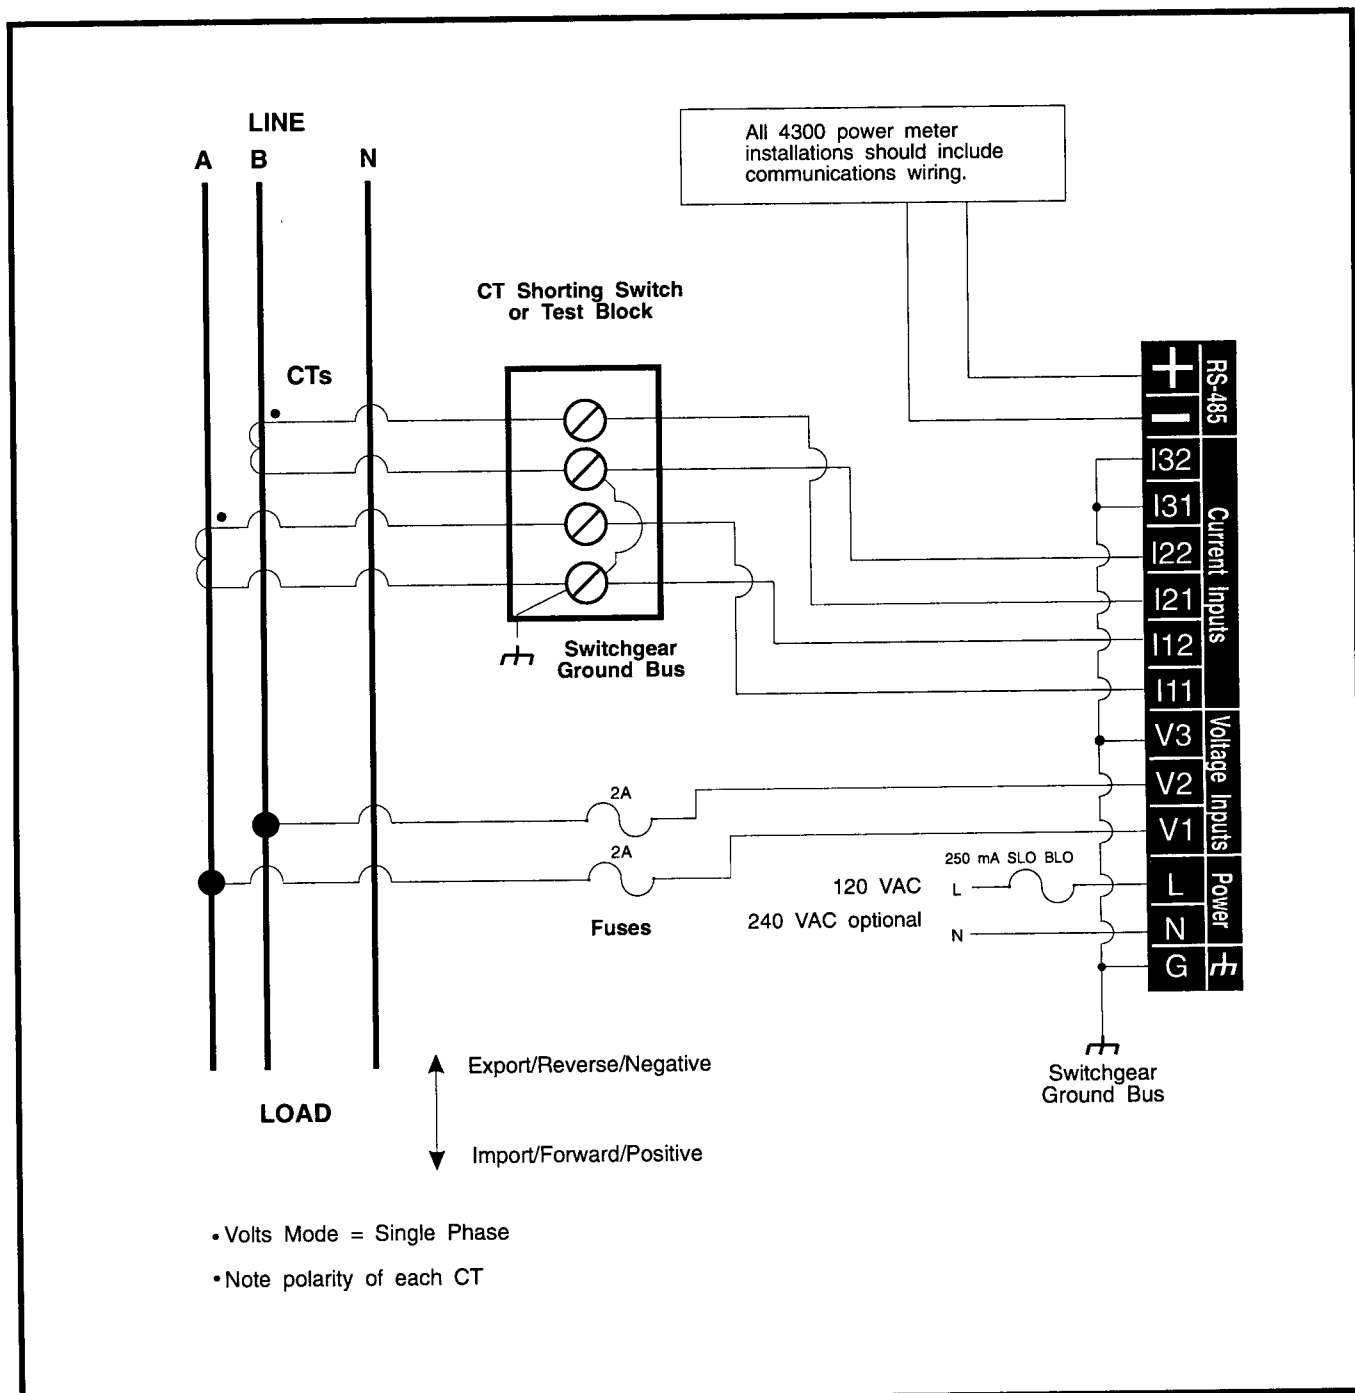 LINE
A B N
All 4300 power meter
installations should include
communications wiring.
CT Shorting Switch
or Test Block
CTs
Switchgear
Ground Bus
+
−
RS-485
I32
I31
I22
I21
I12
I11
Current Inputs
V3
V2
V1
Voltage Inputs
L
N
Power
G
2A
2A
Fuses
250 mA SLO BLO
120 VAC L
240 VAC optional
N
Switchgear
Ground Bus
Export/Reverse/Negative
LOAD
Import/Forward/Positive
• Volts Mode = Single Phase
• Note polarity of each CT